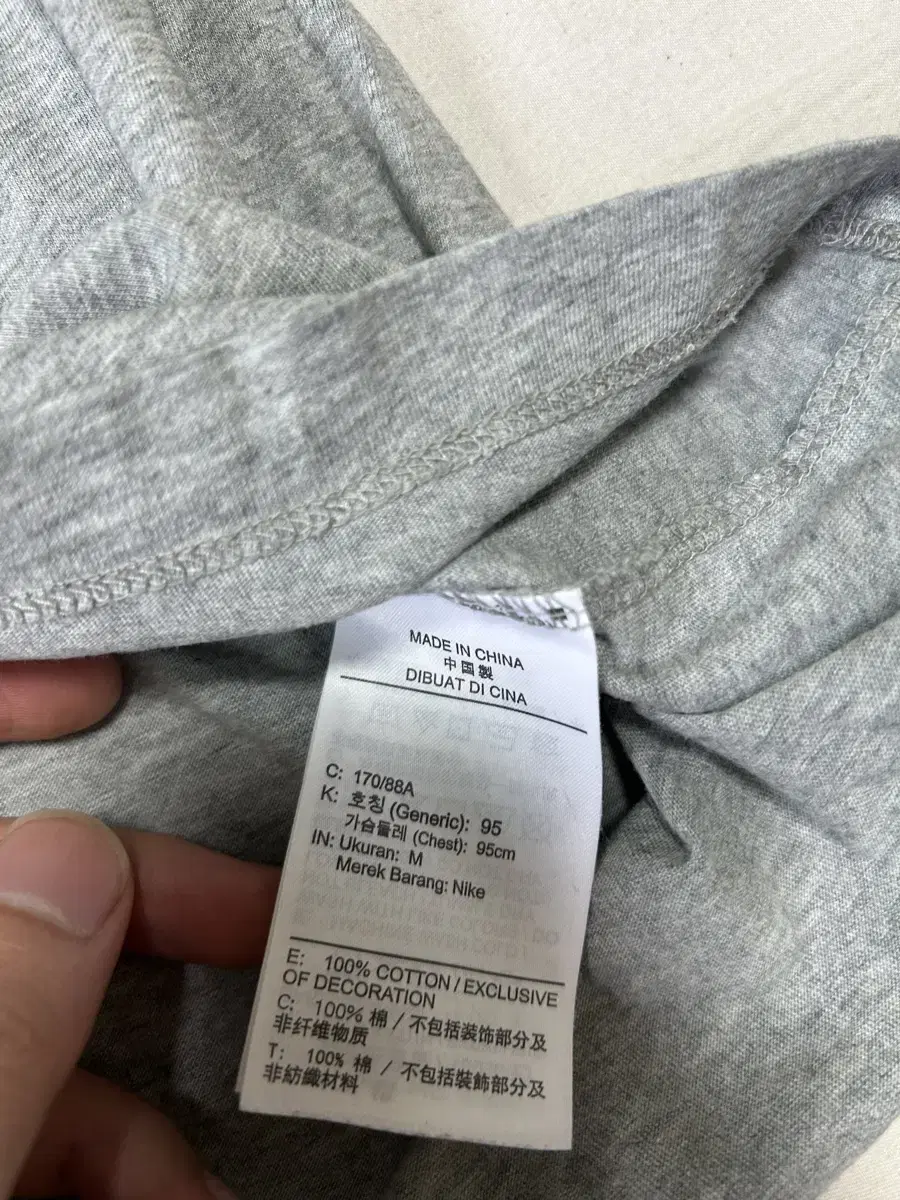 MADE IN CHINA
中国製
DIBUAT DI CINA
C: 170/88A
K: 호칭 (Generic): 95
가슴둘레 (Chest): 95cm
IN: Ukuran: M
Merek Barang: Nike
E: 100% COTTON / EXCLUSIVE
OF DECORATION
C: 100% 棉 / 不包括装饰部分及
非纤维物质
T: 100% 棉 / 不包括裝飾部分及
非紡織材料